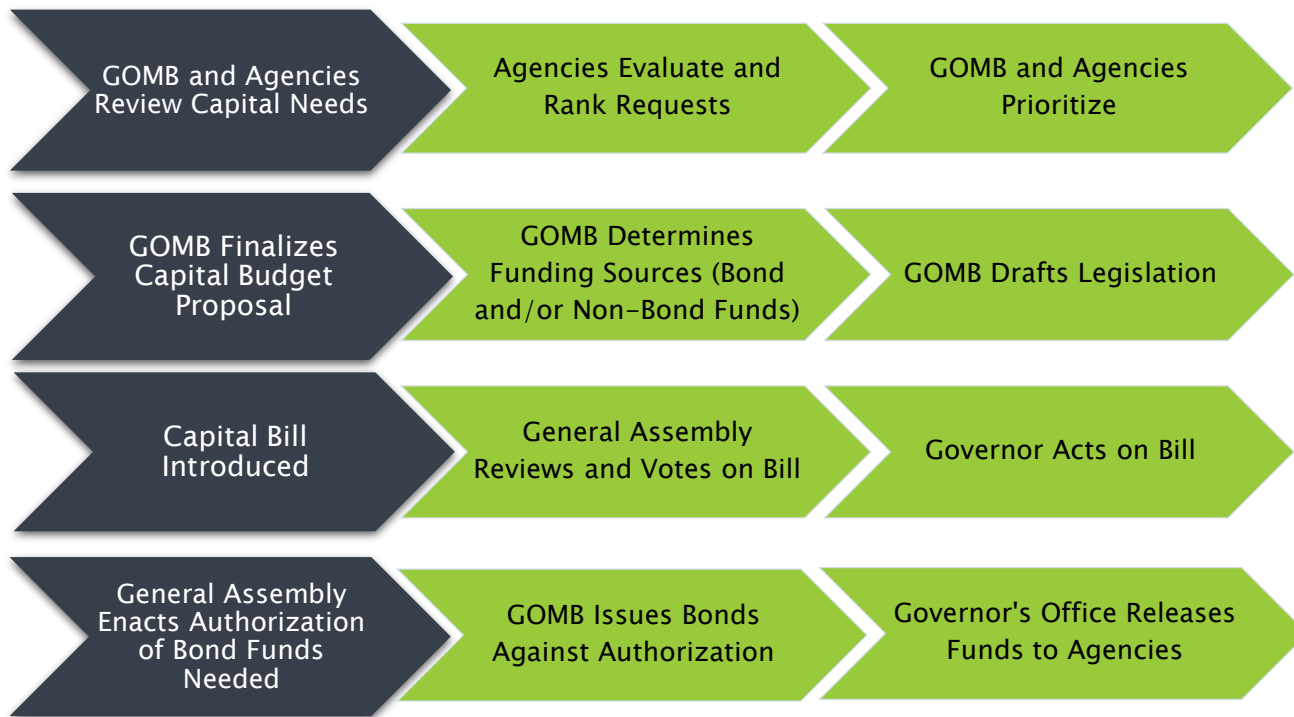 GOMB and Agencies
Review Capital Needs
Agencies Evaluate and
Rank Requests
GOMB and Agencies
Prioritize
GOMB Finalizes
Capital Budget
Proposal
GOMB Determines
Funding Sources (Bond
and/or Non-Bond Funds)
GOMB Drafts Legislation
Capital Bill
Introduced
General Assembly
Reviews and Votes on Bill
Governor Acts on Bill
General Assembly
Enacts Authorization
of Bond Funds
Needed
GOMB Issues Bonds
Against Authorization
Governor's Office Releases
Funds to Agencies